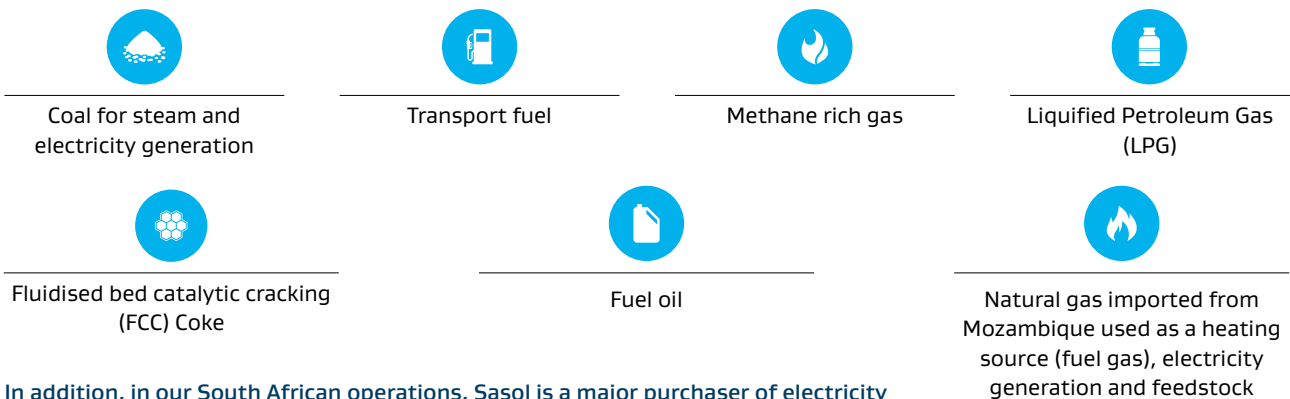 Coal for steam and
electricity generation
Transport fuel
Methane rich gas
Liquified Petroleum Gas
(LPG)
Fluidised bed catalytic cracking
(FCC) Coke
Fuel oil
Natural gas imported from
Mozambique used as a heating
source (fuel gas), electricity
generation and feedstock
In addition, in our South African operations, Sasol is a major purchaser of electricity